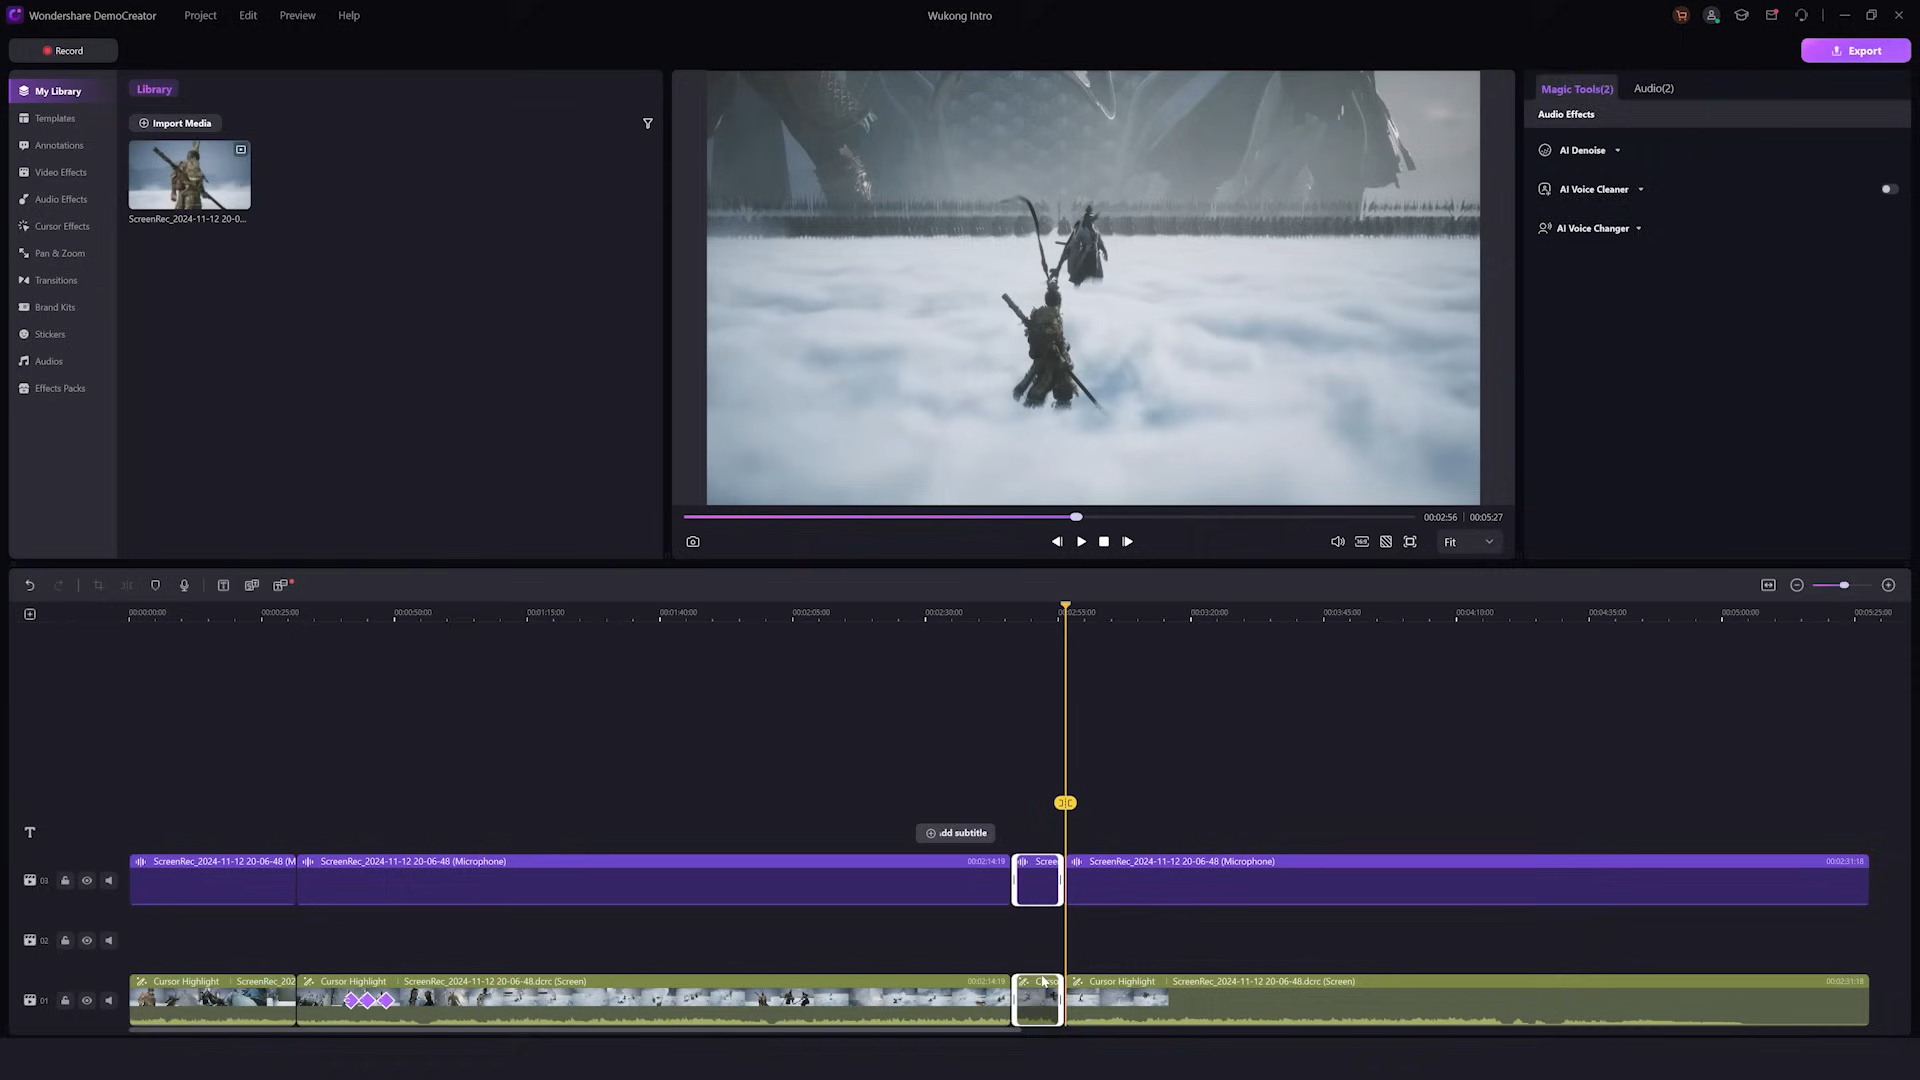 Wondershare DemoCreator
Project
Edit
Preview
Help
Wukong Intro
Record
Export
My Library
Templates
Annotations
Video Effects
Audio Effects
Cursor Effects
Pan & Zoom
Transitions
Brand Kits
Stickers
Audios
Effects Packs
Library
Import Media
ScreenRec_2024-11-12 20-0...
00:02:56 | 00:05:27
Fit
Magic Tools(2)
Audio(2)
Audio Effects
AI Denoise
AI Voice Cleaner
AI Voice Changer
00:00:00:00
00:00:25:00
00:00:50:00
00:01:15:00
00:01:40:00
00:02:05:00
00:02:30:00
00:02:55:00
00:03:20:00
00:03:45:00
00:04:10:00
00:04:35:00
00:05:00:00
00:05:25:00
T
dd subtitle
03
ScreenRec_2024-11-12 20-06-48 (M
ScreenRec_2024-11-12 20-06-48 (Microphone)
00:02:14:19
Scree
ScreenRec_2024-11-12 20-06-48 (Microphone)
00:02:31:18
02
01
Cursor Highlight
ScreenRec_202
Cursor Highlight
ScreenRec_2024-11-12 20-06-48.dcrc (Screen)
00:02:14:19
Cursor Highlight
ScreenRec_2024-11-12 20-06-48.dcrc (Screen)
00:02:31:18